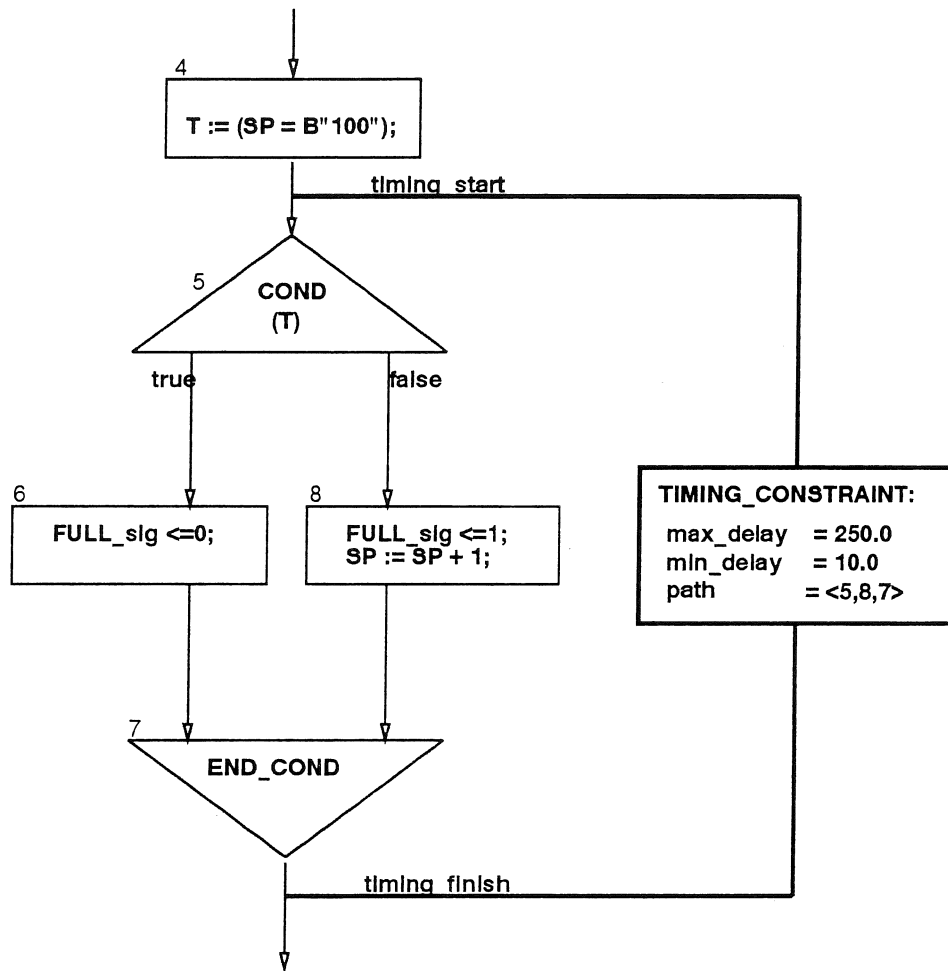 4
T := (SP = B"100");
timing_start
5
COND
(T)
true
false
6
FULL_sig <=0;
8
FULL_sig <=1;
SP := SP + 1;
TIMING_CONSTRAINT:
max_delay = 250.0
min_delay = 10.0
path = <5,8,7>
7
END_COND
timing_finish